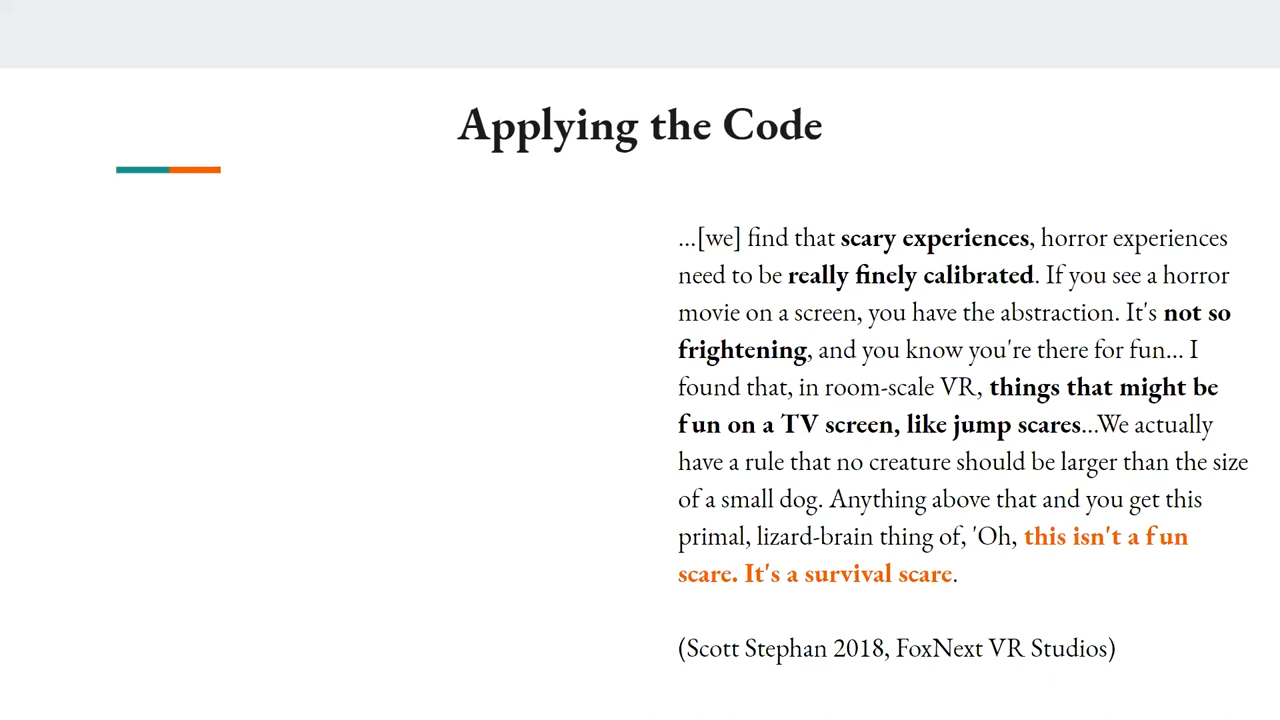 Applying the Code
...[we] find that scary experiences, horror experiences
need to be really finely calibrated. If you see a horror
movie on a screen, you have the abstraction. It's not so
frightening, and you know you're there for fun... I
found that, in room-scale VR, things that might be
fun on a TV screen, like jump scares...We actually
have a rule that no creature should be larger than the size
of a small dog. Anything above that and you get this
primal, lizard-brain thing of, 'Oh, this isn't a fun
scare. It's a survival scare.
(Scott Stephan 2018, FoxNext VR Studios)